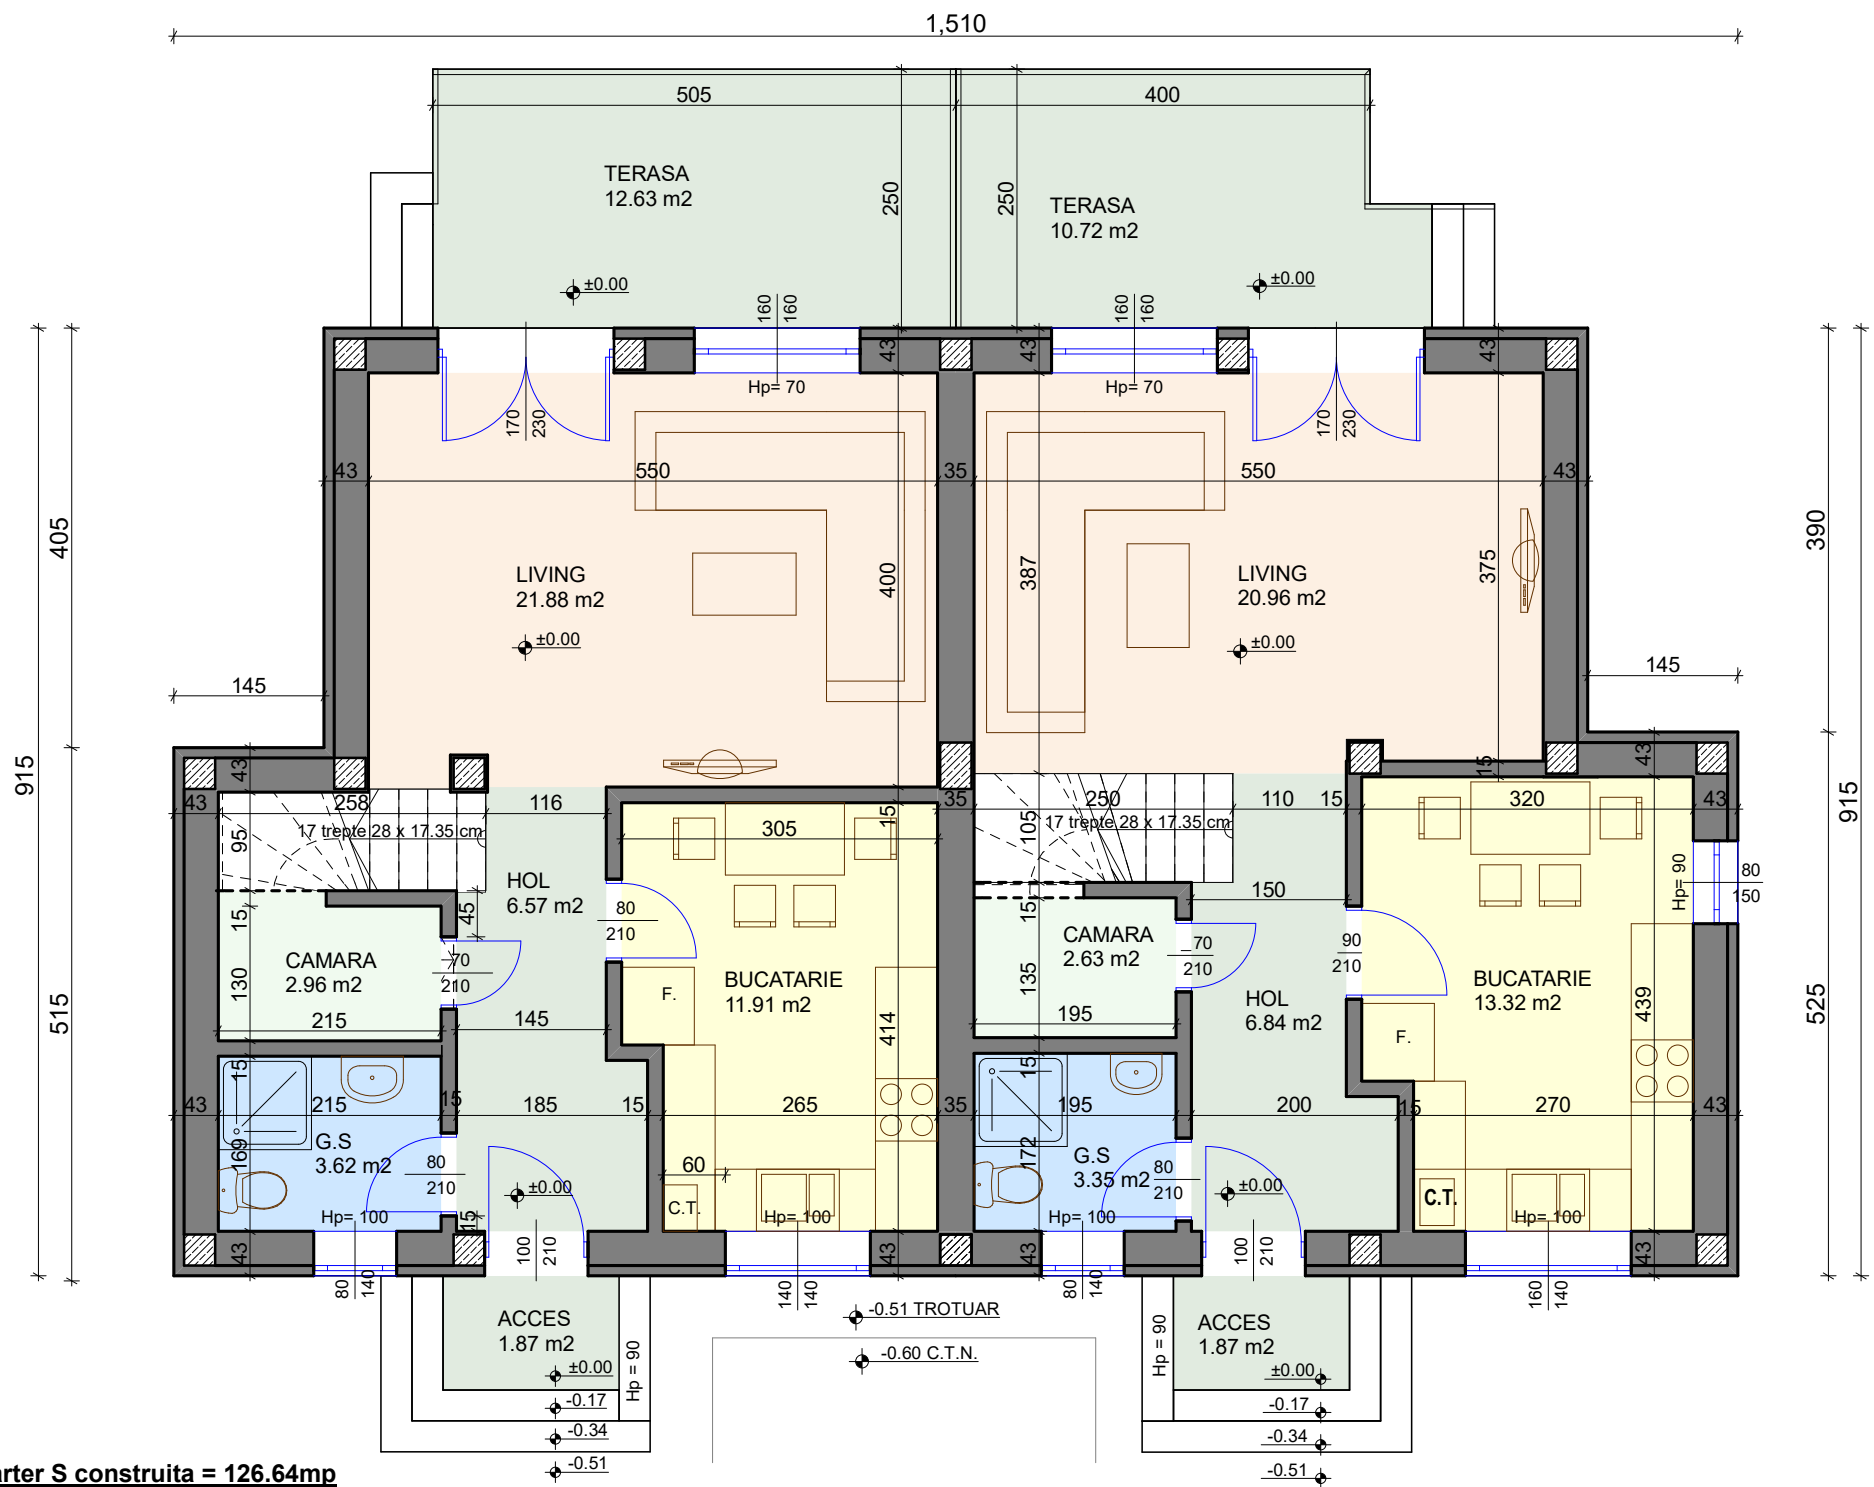 1,510
505
400
TERASA
12.63 m2
250
250
TERASA
10.72 m2
±0.00
±0.00
160
160
160
160
43
43
43
Hp= 70
Hp= 70
170
230
170
230
43
550
35
550
43
405
915
390
915
LIVING
21.88 m2
±0.00
400
387
LIVING
20.96 m2
±0.00
375
145
145
43
43
258
116
15
35
250
110
15
320
15
43
43
95
17 trepte 28 x 17.35 cm
305
105
17 trepte 28 x 17.35 cm
Hp= 90
80
150
HOL
6.57 m2
45
80
210
15
150
15
CAMARA
2.96 m2
130
70
210
BUCATARIE
11.91 m2
F.
CAMARA
2.63 m2
135
70
210
90
210
HOL
6.84 m2
BUCATARIE
13.32 m2
439
F.
515
525
215
145
414
195
15
15
43
215
15
185
15
265
35
195
200
15
270
43
G.S
3.62 m2
169
80
210
60
±0.00
C.T.
Hp= 100
Hp= 100
G.S
3.35 m2
172
80
210
±0.00
C.T.
Hp= 100
Hp= 100
43
15
100
210
43
43
100
210
43
80
140
140
140
80
140
160
140
ACCES
1.87 m2
Hp = 90
-0.51 TROTUAR
-0.60 C.T.N.
Hp = 90
ACCES
1.87 m2
±0.00
-0.17
-0.34
-0.51
±0.00
-0.17
-0.34
-0.51
arter S construita = 126.64mp